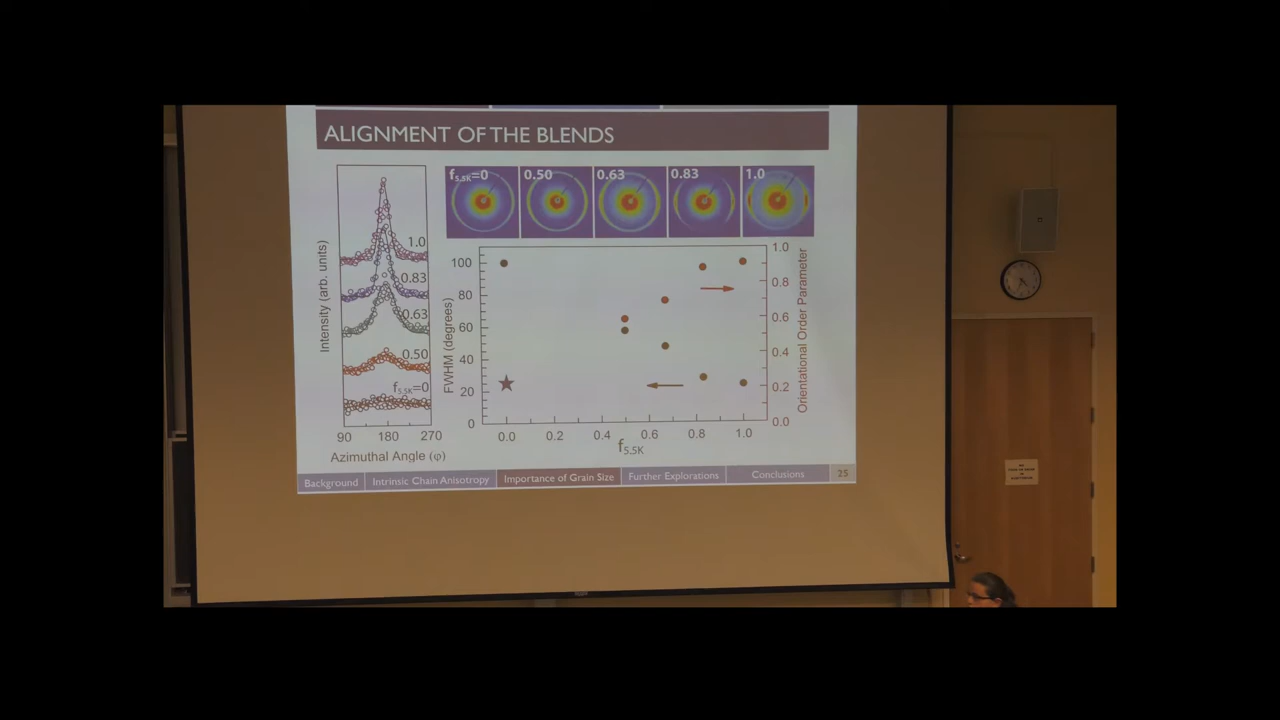 ALIGNMENT OF THE BLENDS
f5.5K=0 0.50 0.63 0.83 1.0
Intensity (arb. units)
1.0
0.83
0.63
0.50
f5.5K=0
90 180 270
Azimuthal Angle (φ)
FWHM (degrees)
100
80
60
40
20
0
0.0 0.2 0.4 0.6 0.8 1.0
f5.5K
1.0
0.8
0.6
0.4
0.2
0.0
Orientational Order Parameter
Background Intrinsic Chain Anisotropy Importance of Grain Size Further Explorations Conclusions 25